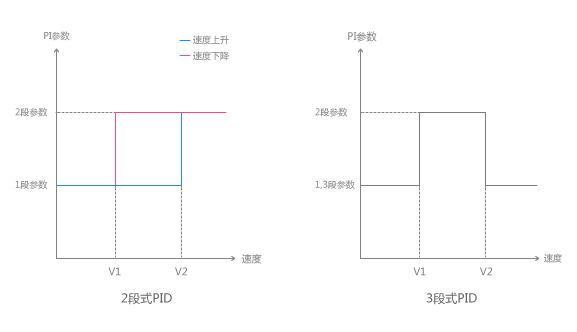 PI参数
速度上升
速度下降
2段参数
1段参数
V1
V2
速度
2段式PID
PI参数
2段参数
1,3段参数
V1
V2
速度
3段式PID